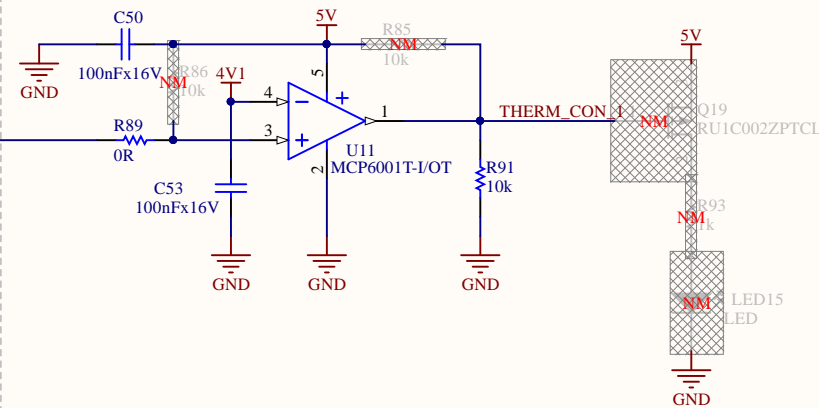 C50
100nFx16V
GND
R86
10k
NM
R89
0R
4V1
C53
100nFx16V
GND
5V
4
3
5
2
1
U11
MCP6001T-I/OT
GND
R85
NM
10k
THERM_CON_1
R91
10k
GND
5V
NM
Q19
RU1C002ZPTCL
R93
NM
1k
NM
LED15
LED
GND